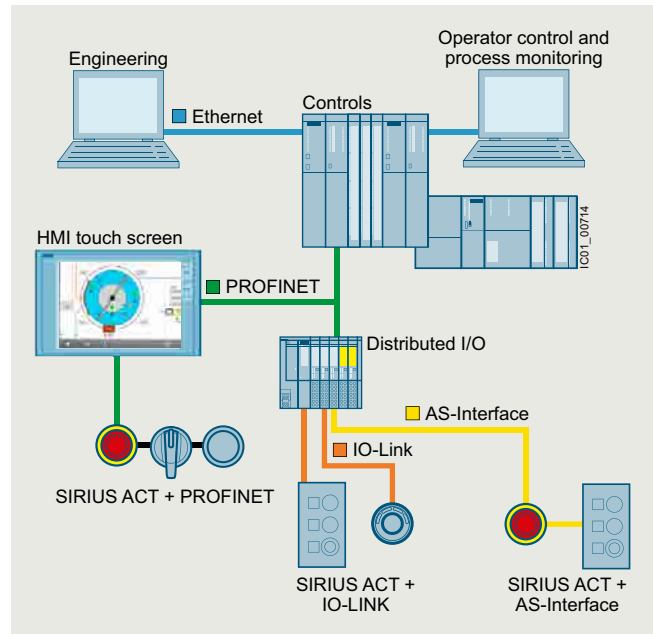 Engineering
Operator control and
process monitoring
Ethernet
Controls
IC01_00714
HMI touch screen
PROFINET
Distributed I/O
AS-Interface
IO-Link
SIRIUS ACT + PROFINET
SIRIUS ACT +
IO-LINK
SIRIUS ACT +
AS-Interface